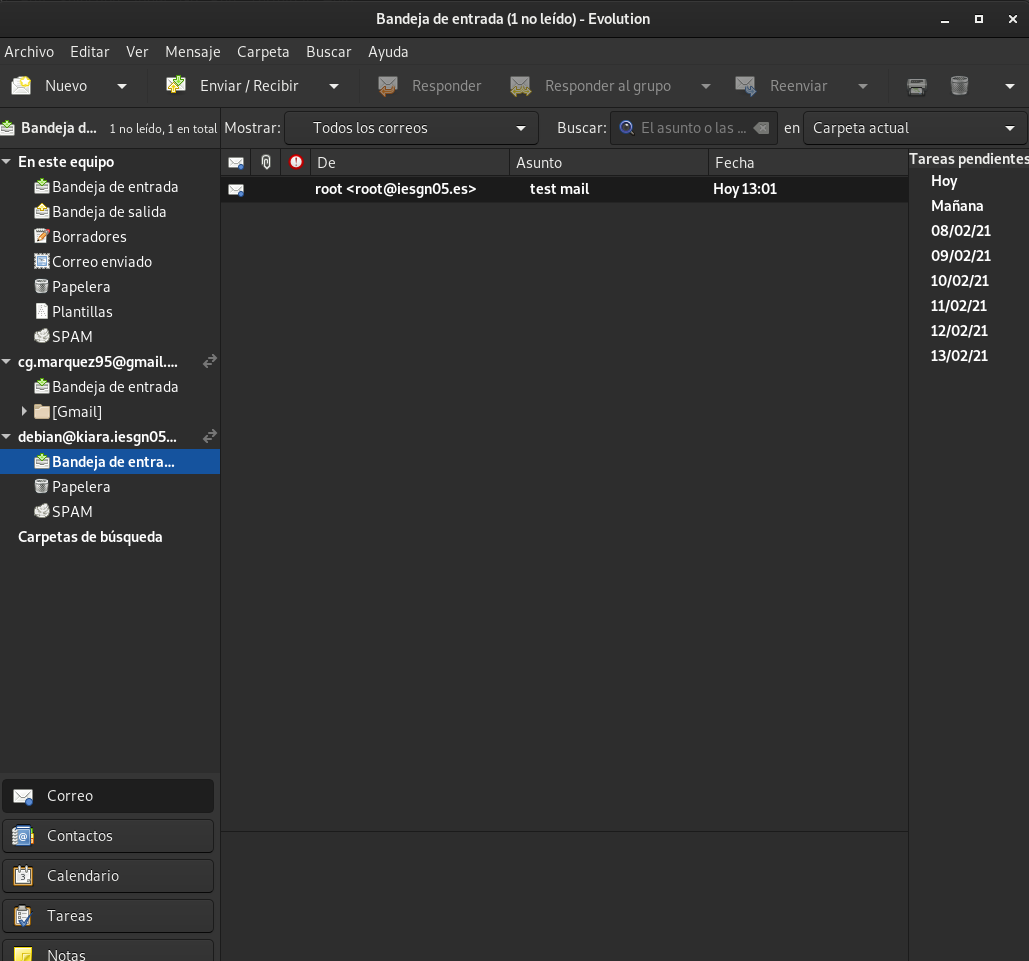 Bandeja de entrada (1 no leído) - Evolution
Archivo Editar Ver Mensaje Carpeta Buscar Ayuda
Nuevo Enviar / Recibir Responder Responder al grupo Reenviar
Bandeja d... 1 no leído, 1 en total Mostrar: Todos los correos Buscar: El asunto o las ... en Carpeta actual
De Asunto Fecha
root <root@iesgn05.es> test mail Hoy 13:01
En este equipo
Bandeja de entrada
Bandeja de salida
Borradores
Correo enviado
Papelera
Plantillas
SPAM
cg.marquez95@gmail....
Bandeja de entrada
[Gmail]
debian@kiara.iesgn05...
Bandeja de entra...
Papelera
SPAM
Carpetas de búsqueda
Tareas pendientes
Hoy
Mañana
08/02/21
09/02/21
10/02/21
11/02/21
12/02/21
13/02/21
Correo
Contactos
Calendario
Tareas
Notas